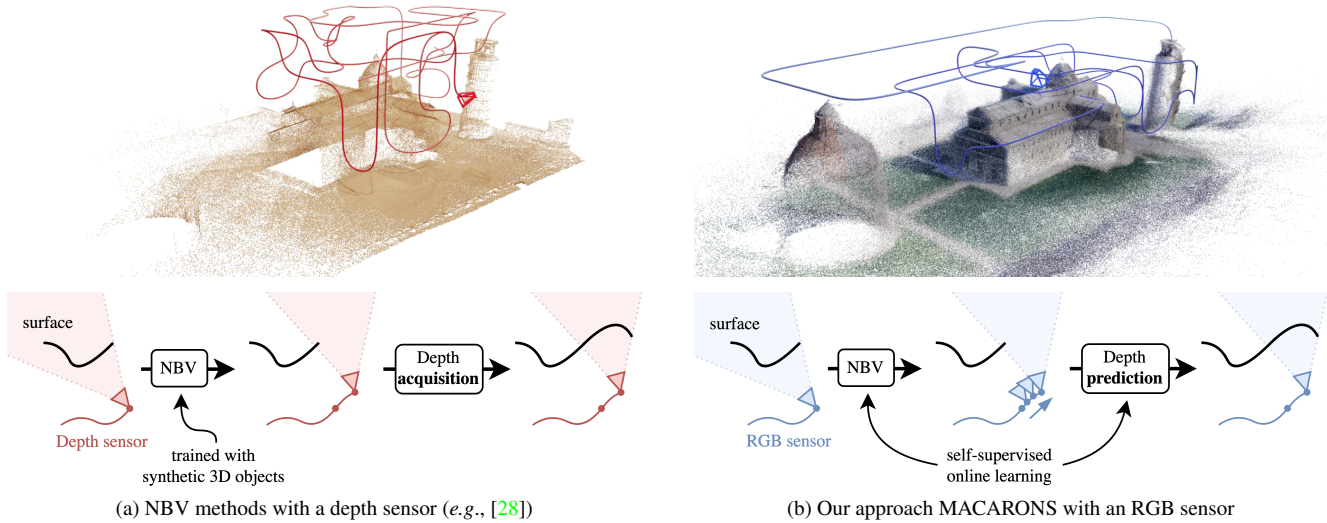 surface
NBV
Depth
acquisition
Depth sensor
trained with
synthetic 3D objects
(a) NBV methods with a depth sensor (e.g., [28])
surface
NBV
Depth
prediction
RGB sensor
self-supervised
online learning
(b) Our approach MACARONS with an RGB sensor